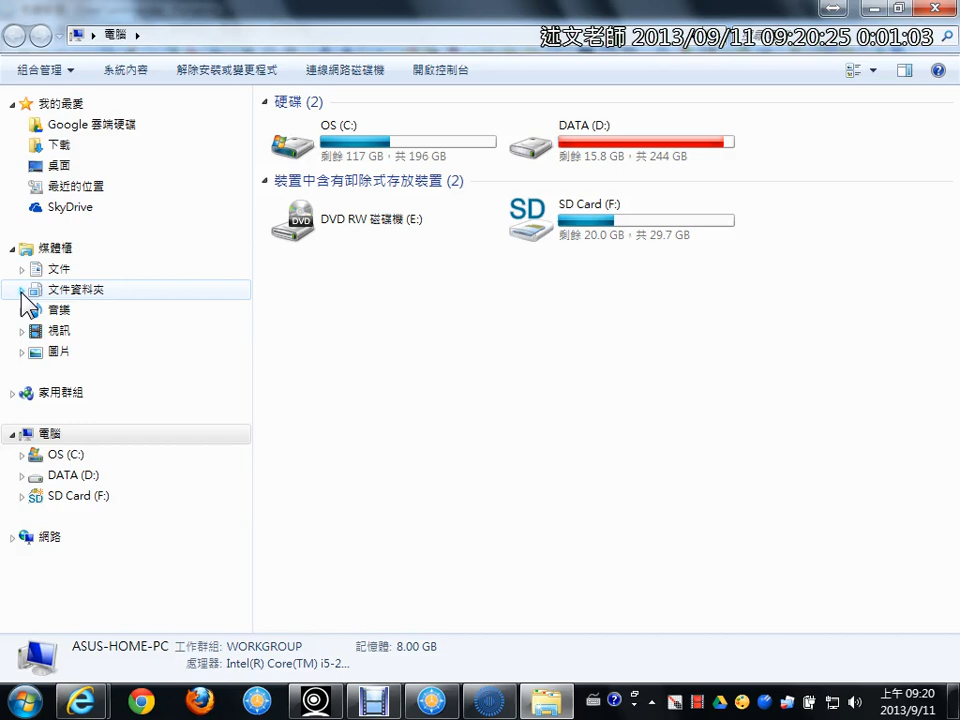 電腦
述文老師 2013/09/11 09:20:25 0:01:03
組合管理 系統內容 解除安裝或變更程式 連線網路磁碟機 開啟控制台
我的最愛
Google 雲端硬碟
下載
桌面
最近的位置
SkyDrive
媒體櫃
文件
文件資料夾
音樂
視訊
圖片
家用群組
電腦
OS (C:)
DATA (D:)
SD Card (F:)
網路
硬碟 (2)
OS (C:)
剩餘 117 GB，共 196 GB
DATA (D:)
剩餘 15.8 GB，共 244 GB
裝置中含有卸除式存放裝置 (2)
DVD
DVD RW 磁碟機 (E:)
SD
SD Card (F:)
剩餘 20.0 GB，共 29.7 GB
ASUS-HOME-PC 工作群組: WORKGROUP 記憶體: 8.00 GB
處理器: Intel(R) Core(TM) i5-2...
上午 09:20
2013/9/11